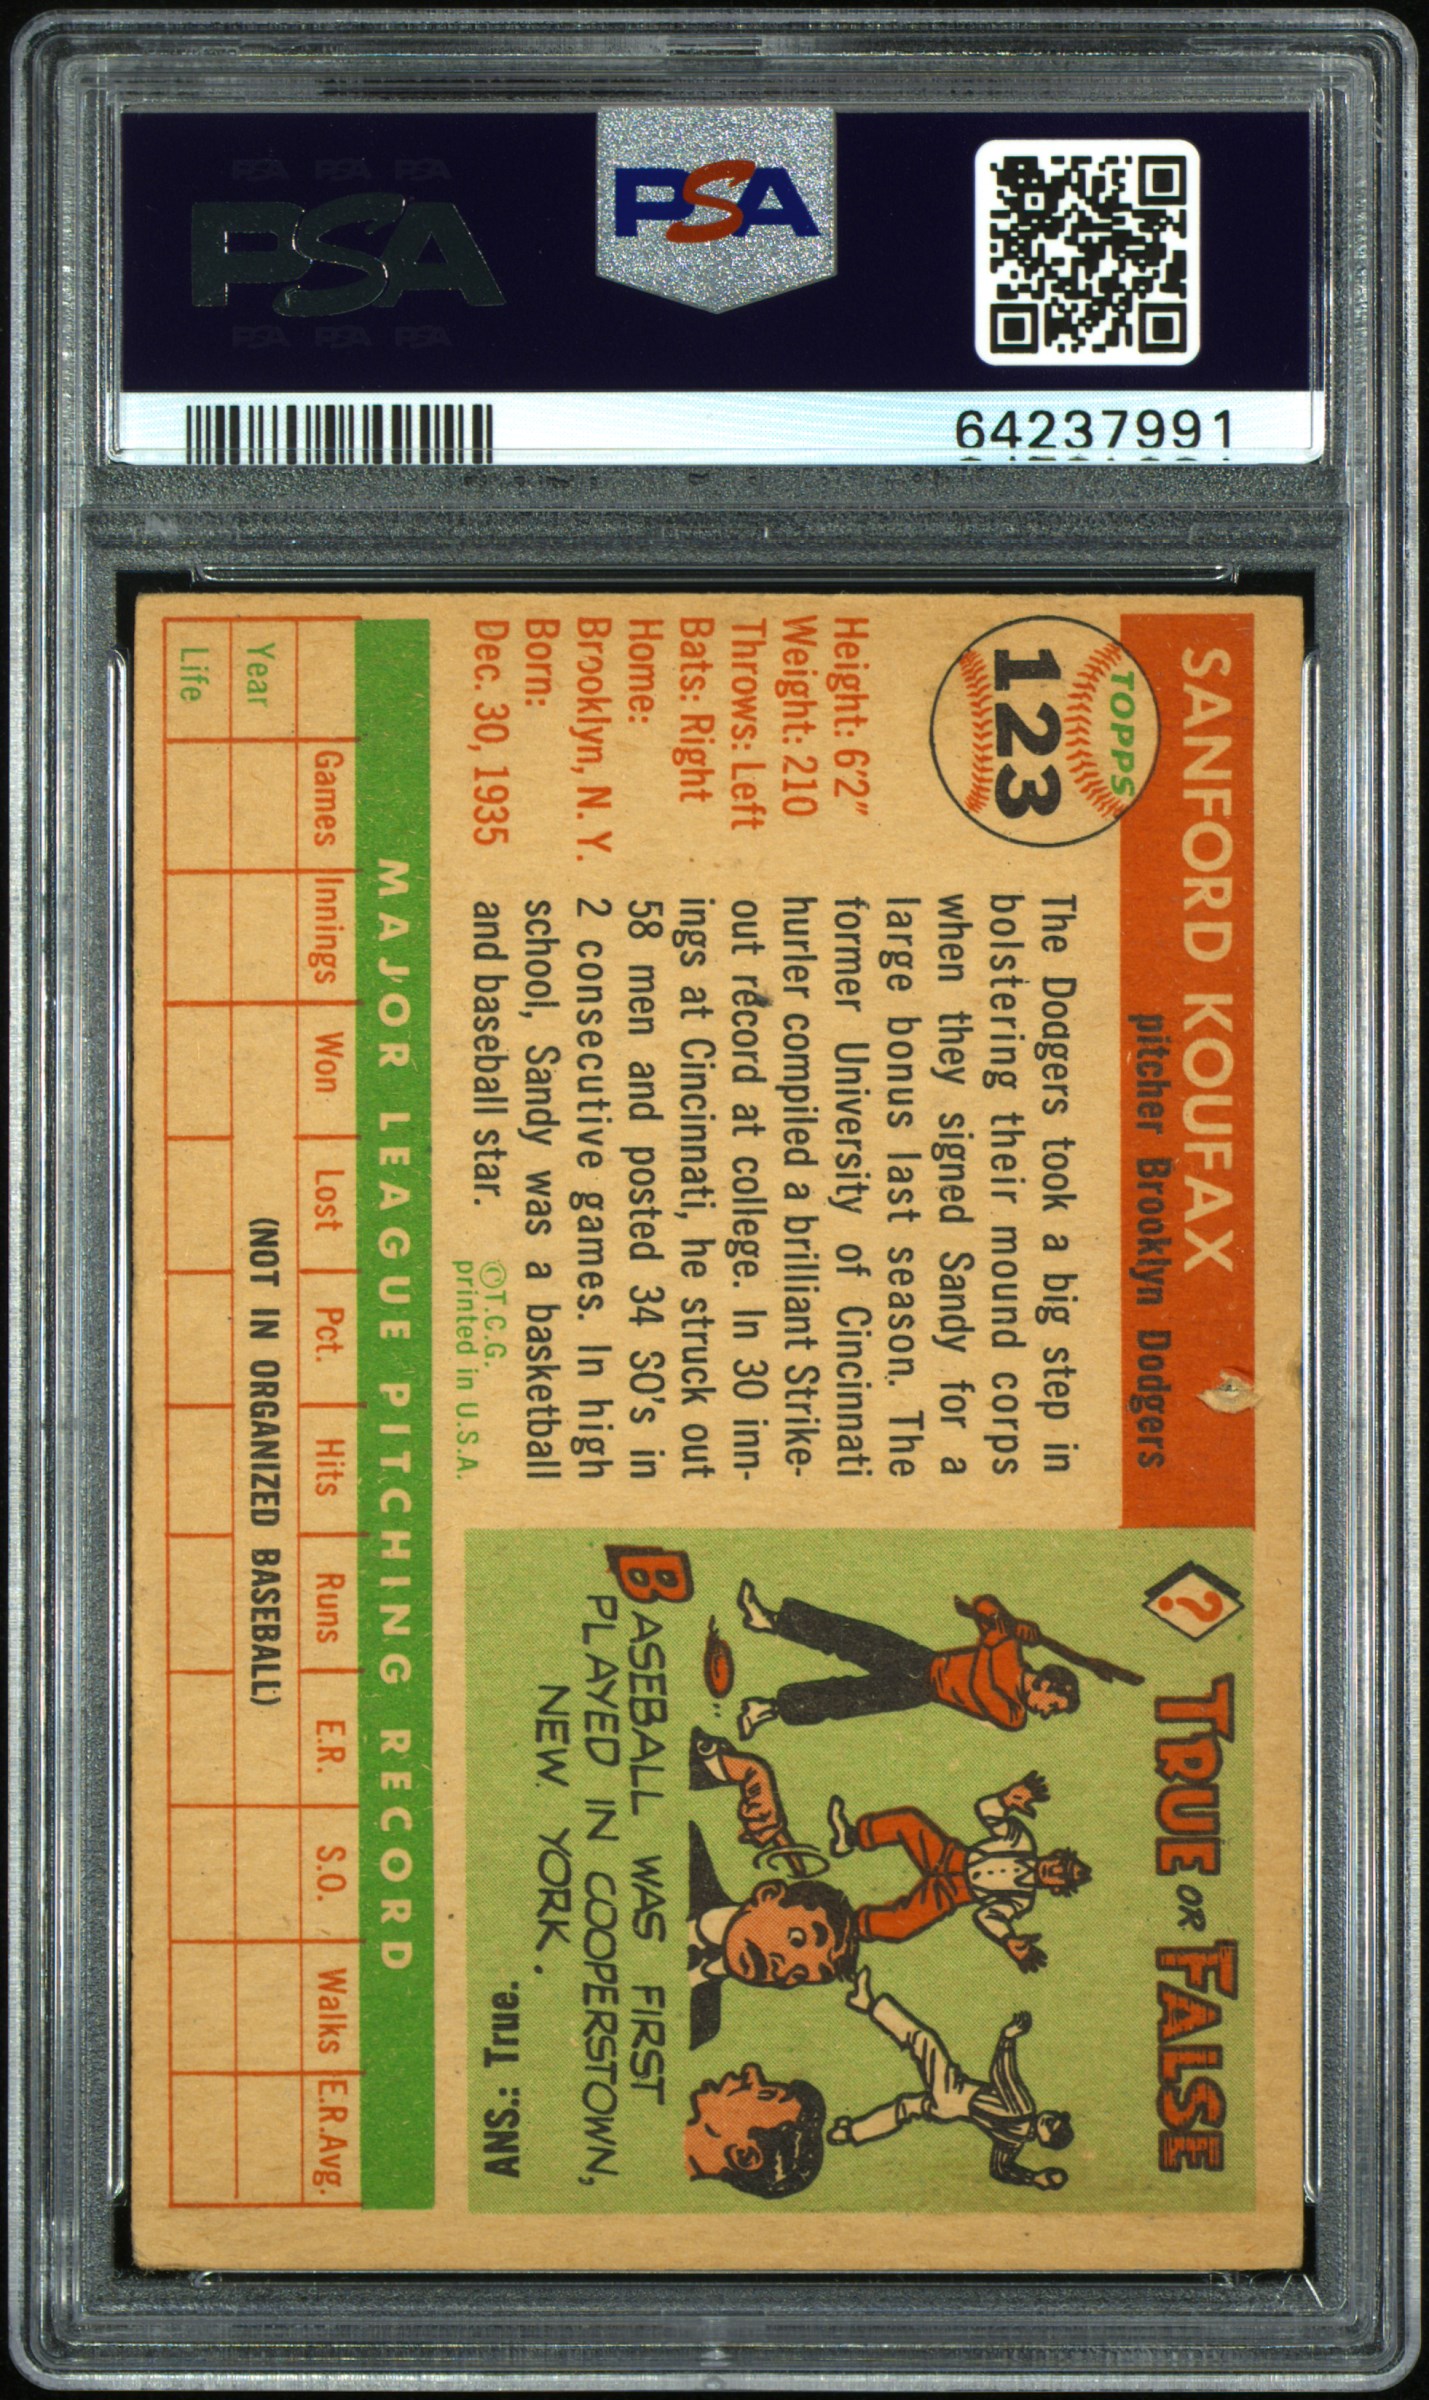 PSA PSA PSA
PSA
PSA PSA PSA
PSA
64237991
SANFORD KOUFAX
pitcher Brooklyn Dodgers
TOPPS
123
Height: 6'2"
Weight: 210
Throws: Left
Bats: Right
Home:
Brooklyn, N. Y.
Born:
Dec. 30, 1935
The Dodgers took a big step in
bolstering their mound corps
when they signed Sandy for a
large bonus last season. The
former University of Cincinnati
hurler compiled a brilliant Strike-
out record at college. In 30 inn-
ings at Cincinnati, he struck out
58 men and posted 34 SO's in
2 consecutive games. In high
school, Sandy was a basketball
and baseball star.
©T.C.G.
printed in U.S.A.
?
TRUE OR FALSE
BASEBALL WAS FIRST
PLAYED IN COOPERSTOWN,
NEW YORK.
ANS.: True.
MAJOR LEAGUE PITCHING RECORD
Games Innings Won Lost Pct. Hits Runs E.R. S.O. Walks E.R.Avg.
Year
(NOT IN ORGANIZED BASEBALL)
Life